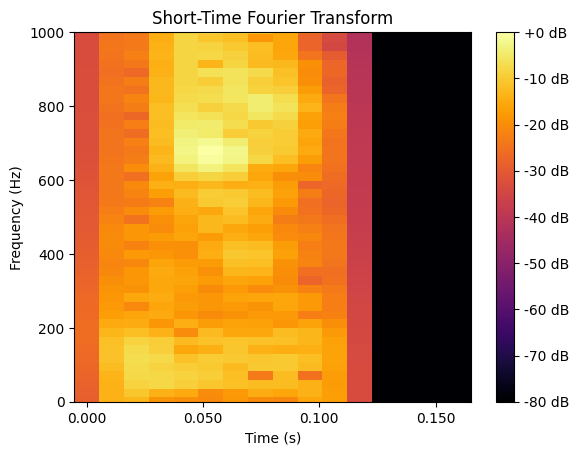 Short-Time Fourier Transform
1000
800
600
400
200
0
Frequency (Hz)
0.000
0.050
0.100
0.150
Time (s)
+0 dB
-10 dB
-20 dB
-30 dB
-40 dB
-50 dB
-60 dB
-70 dB
-80 dB